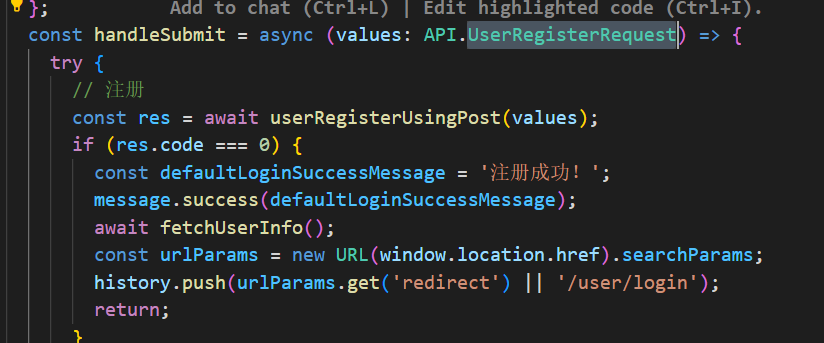 };
Add to chat (Ctrl+L) | Edit highlighted code (Ctrl+I).
const handleSubmit = async (values: API.UserRegisterRequest) => {
try {
// 注册
const res = await userRegisterUsingPost(values);
if (res.code === 0) {
const defaultLoginSuccessMessage = '注册成功！';
message.success(defaultLoginSuccessMessage);
await fetchUserInfo();
const urlParams = new URL(window.location.href).searchParams;
history.push(urlParams.get('redirect') || '/user/login');
return;
}